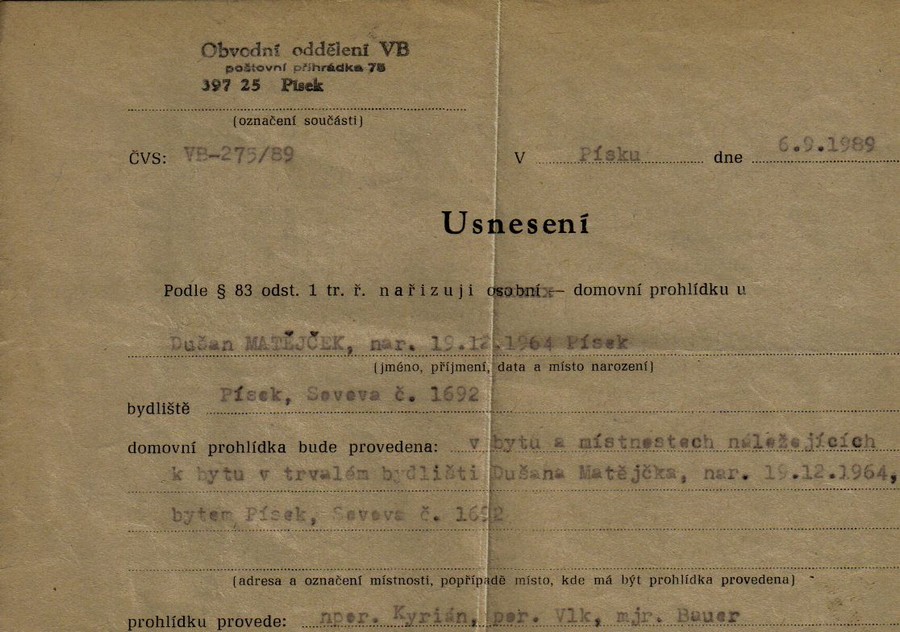 Obvodní oddělení VB
poštovní přihrádka 75
397 25 Písek
(označení součásti)
ČVS: VB-275/89 V Písku dne 6.9.1989
Usnesení
Podle § 83 odst. 1 tr. ř. nařizuji osobní — domovní prohlídku u
Dušan MATĚJČEK, nar. 19.12.1964 Písek
(jméno, příjmení, data a místo narození)
Písek, Sovova č. 1692
bydliště
domovní prohlídka bude provedena: v bytu a místnostech náležejících
k bytu v trvalém bydlišti Dušana Matějčka, nar. 19.12.1964,
bytem Písek, Sovova č. 1692
(adresa a označení místnosti, popřípadě místo, kde má být prohlídka provedena)
prohlídku provede: npor. Kyrián, por. Vlk, mjr. Bauer